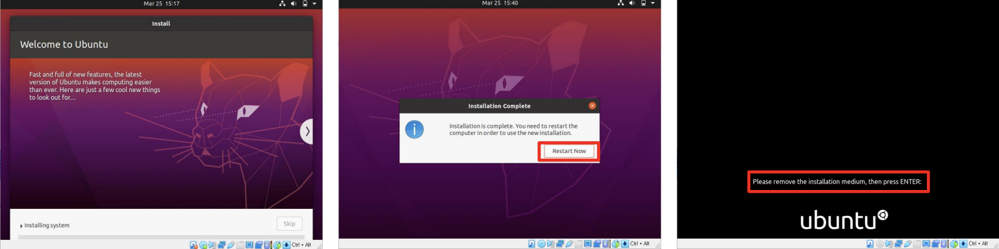 Mar 25 15:17
Install
Welcome to Ubuntu
Fast and full of new features, the latest
version of Ubuntu makes computing easier
than ever. Here are just a few cool new things
to look out for...
Installing system
Skip
Ctrl + Alt
Mar 25 15:40
Installation Complete
Installation is complete. You need to restart the
computer in order to use the new installation.
Restart Now
Ctrl + Alt
Please remove the installation medium, then press ENTER:
ubuntu
Ctrl + Alt